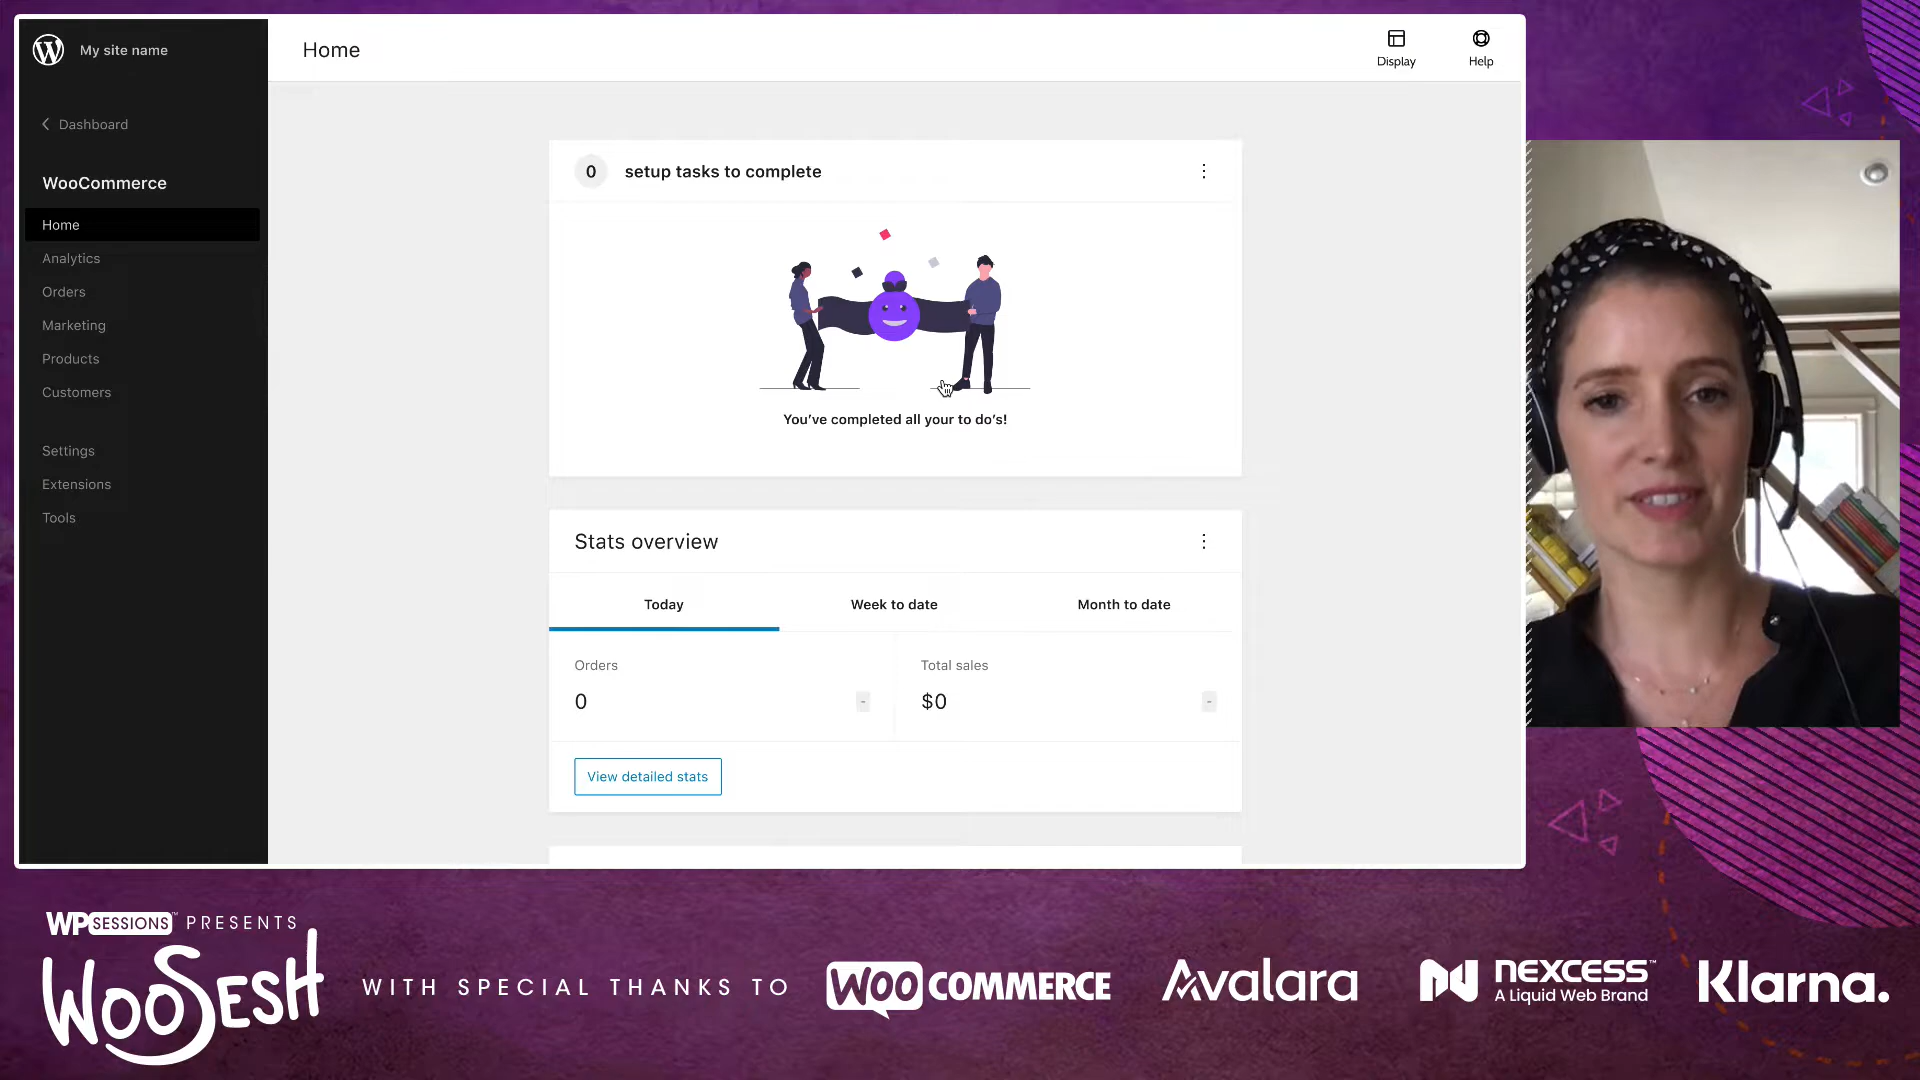 My site name
Home
Display
Help
Dashboard
WooCommerce
Home
Analytics
Orders
Marketing
Products
Customers
Settings
Extensions
Tools
0 setup tasks to complete
You’ve completed all your to do’s!
Stats overview
Today
Week to date
Month to date
Orders
0
-
Total sales
$0
-
View detailed stats
WPSESSIONS™ PRESENTS
WOOSESH
WITH SPECIAL THANKS TO
WOO COMMERCE
Avalara
NEXCESS™
A Liquid Web Brand
Klarna.